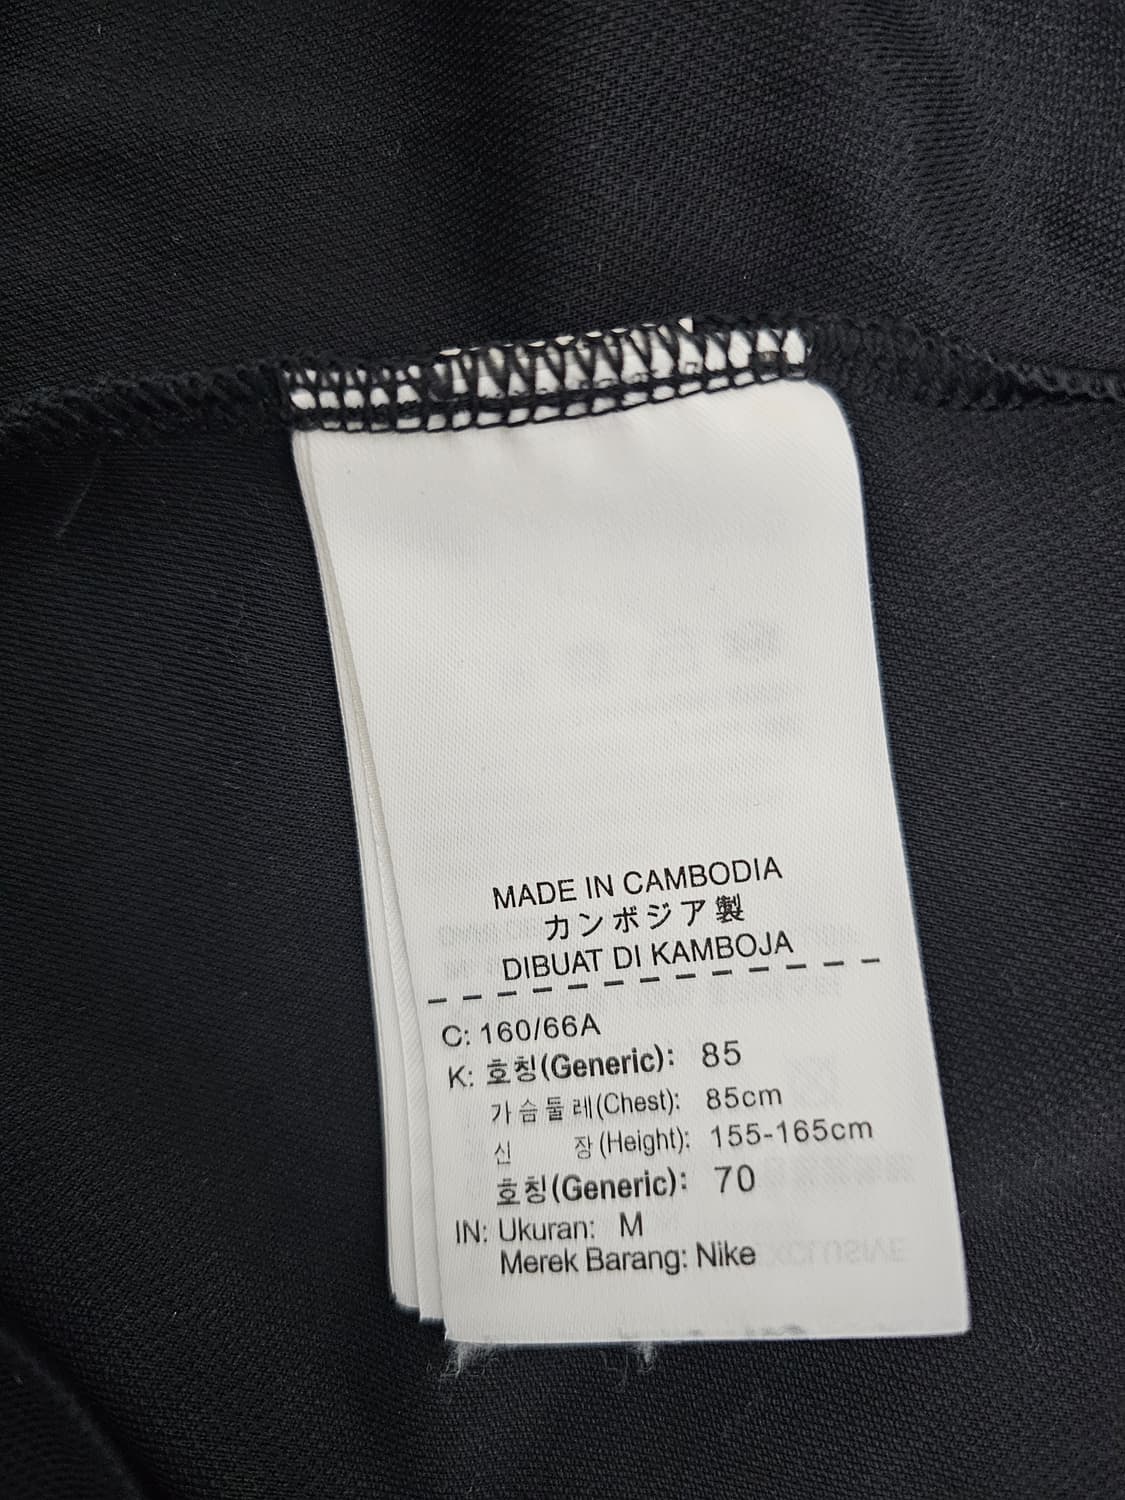 MADE IN CAMBODIA
カンボジア製
DIBUAT DI KAMBOJA
C: 160/66A
K: 호칭(Generic): 85
가슴둘레(Chest): 85cm
신 장(Height): 155-165cm
호칭(Generic): 70
IN: Ukuran: M
Merek Barang: Nike